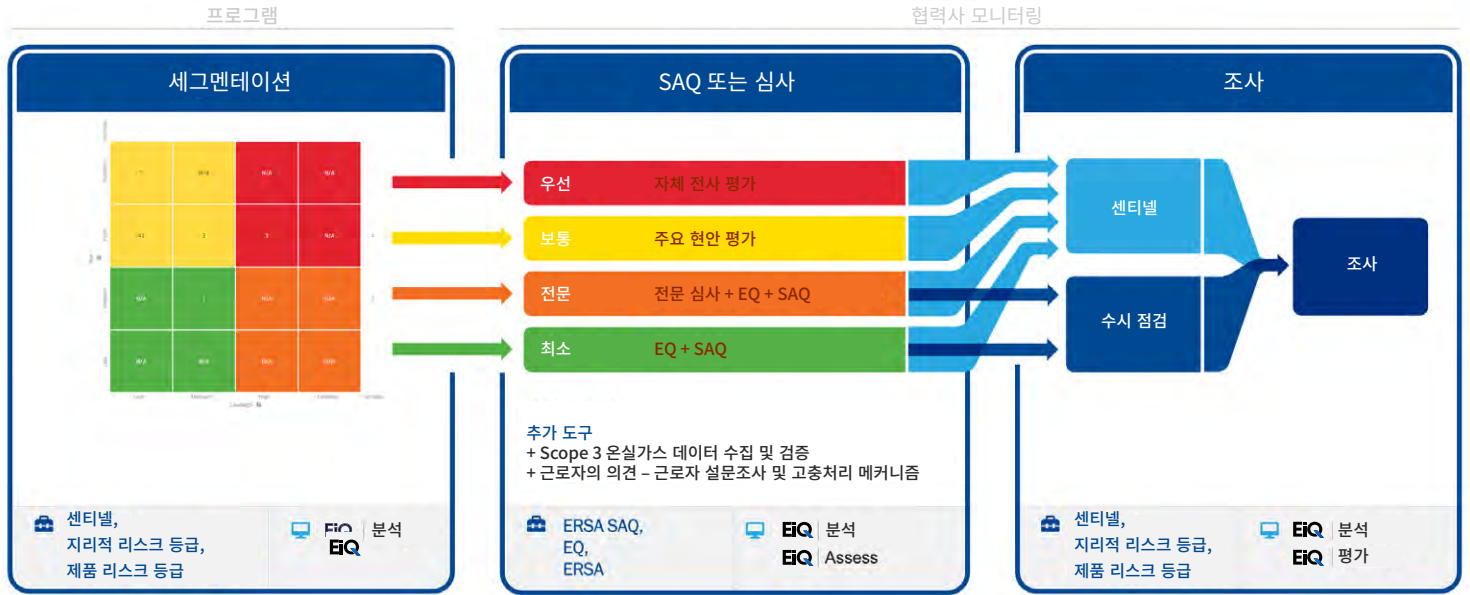 프로그램
협력사 모니터링
세그멘테이션
SAQ 또는 심사
조사
우선 자체 전사 평가
보통 주요 현안 평가
전문 전문 심사 + EQ + SAQ
최소 EQ + SAQ
센티넬
수시 점검
조사
추가 도구
+ Scope 3 온실가스 데이터 수집 및 검증
+ 근로자의 의견 – 근로자 설문조사 및 고충처리 메커니즘
센티넬,
지리적 리스크 등급,
제품 리스크 등급
EiQ 분석
EiQ
ERSA SAQ,
EQ,
ERSA
EiQ 분석
EiQ Assess
센티넬,
지리적 리스크 등급,
제품 리스크 등급
EiQ 분석
EiQ 평가